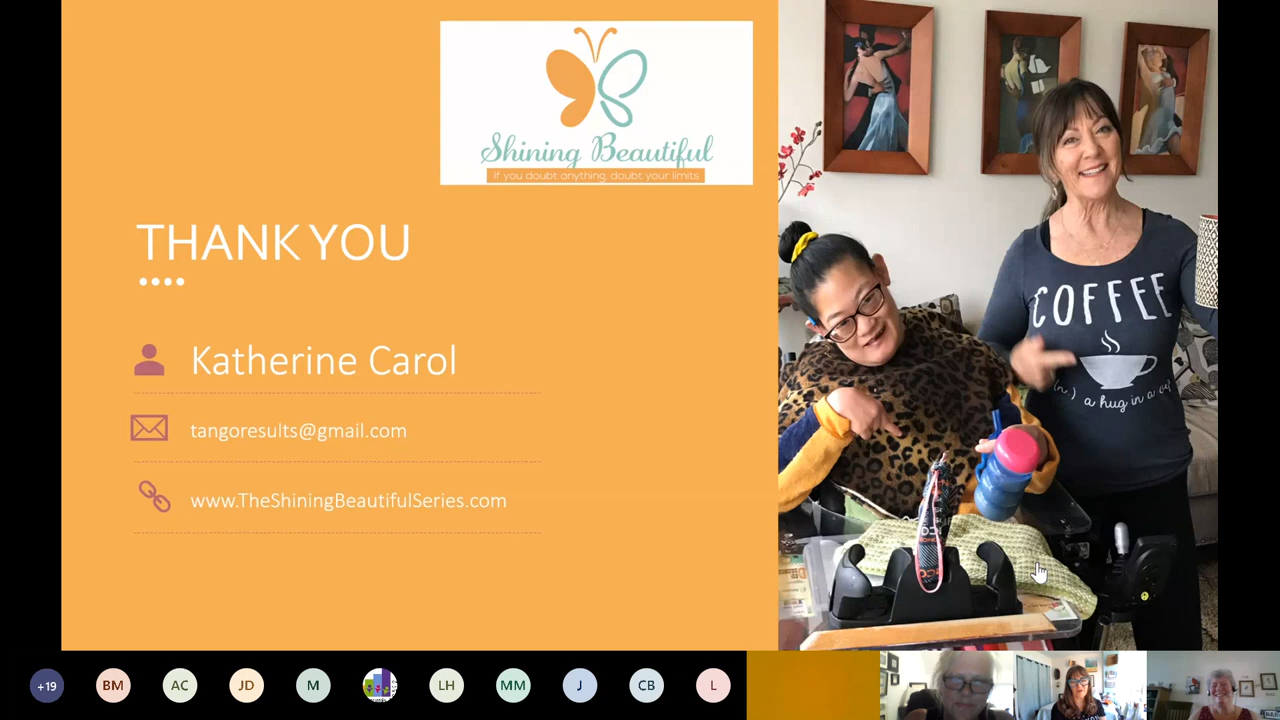 Shining Beautiful
If you doubt anything, doubt your limits
THANK YOU
Katherine Carol
tangoresults@gmail.com
www.TheShiningBeautifulSeries.com
COFFEE
(n.) a hug in a cup
+19
BM
AC
JD
M
LH
MM
J
CB
L